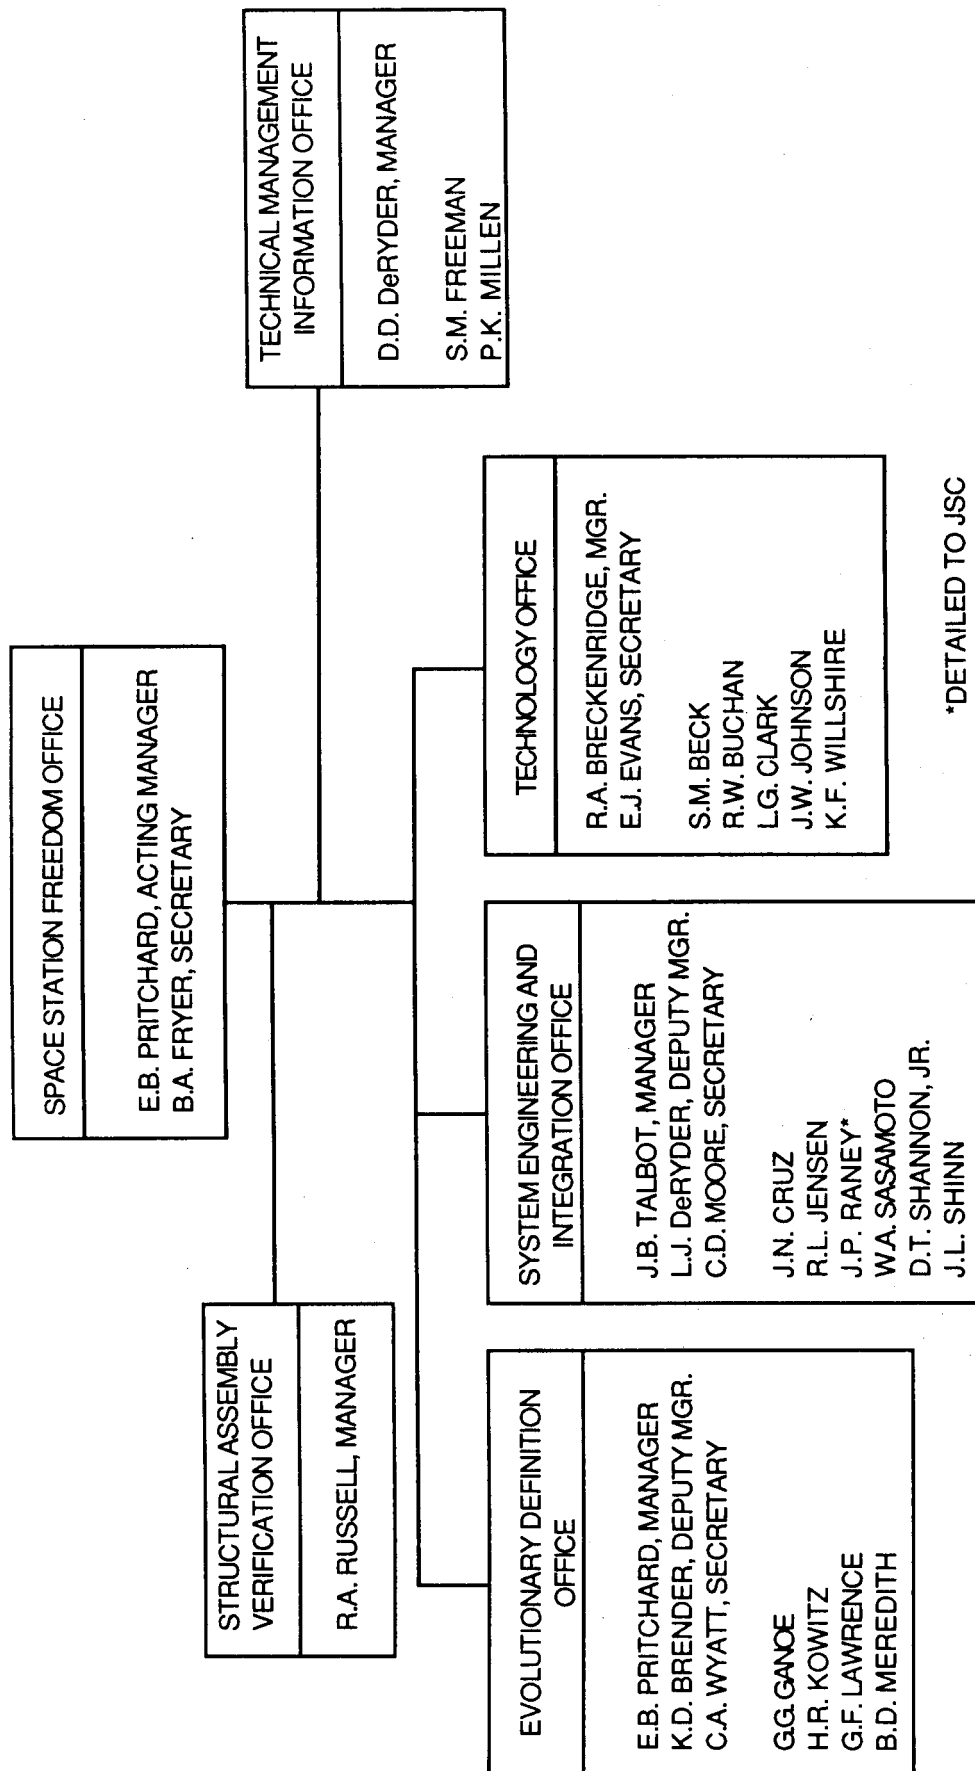 SPACE STATION FREEDOM OFFICE
E.B. PRITCHARD, ACTING MANAGER
B.A. FRYER, SECRETARY
STRUCTURAL ASSEMBLY
VERIFICATION OFFICE
R.A. RUSSELL, MANAGER
TECHNICAL MANAGEMENT
INFORMATION OFFICE
D.D. DeRYDER, MANAGER
S.M. FREEMAN
P.K. MILLEN
EVOLUTIONARY DEFINITION
OFFICE
E.B. PRITCHARD, MANAGER
K.D. BRENDER, DEPUTY MGR.
C.A. WYATT, SECRETARY
G.G. GANOE
H.R. KOWITZ
G.F. LAWRENCE
B.D. MEREDITH
SYSTEM ENGINEERING AND
INTEGRATION OFFICE
J.B. TALBOT, MANAGER
L.J. DeRYDER, DEPUTY MGR.
C.D. MOORE, SECRETARY
J.N. CRUZ
R.L. JENSEN
J.P. RANEY*
W.A. SASAMOTO
D.T. SHANNON, JR.
J.L. SHINN
TECHNOLOGY OFFICE
R.A. BRECKENRIDGE, MGR.
E.J. EVANS, SECRETARY
S.M. BECK
R.W. BUCHAN
L.G. CLARK
J.W. JOHNSON
K.F. WILLSHIRE
*DETAILED TO JSC